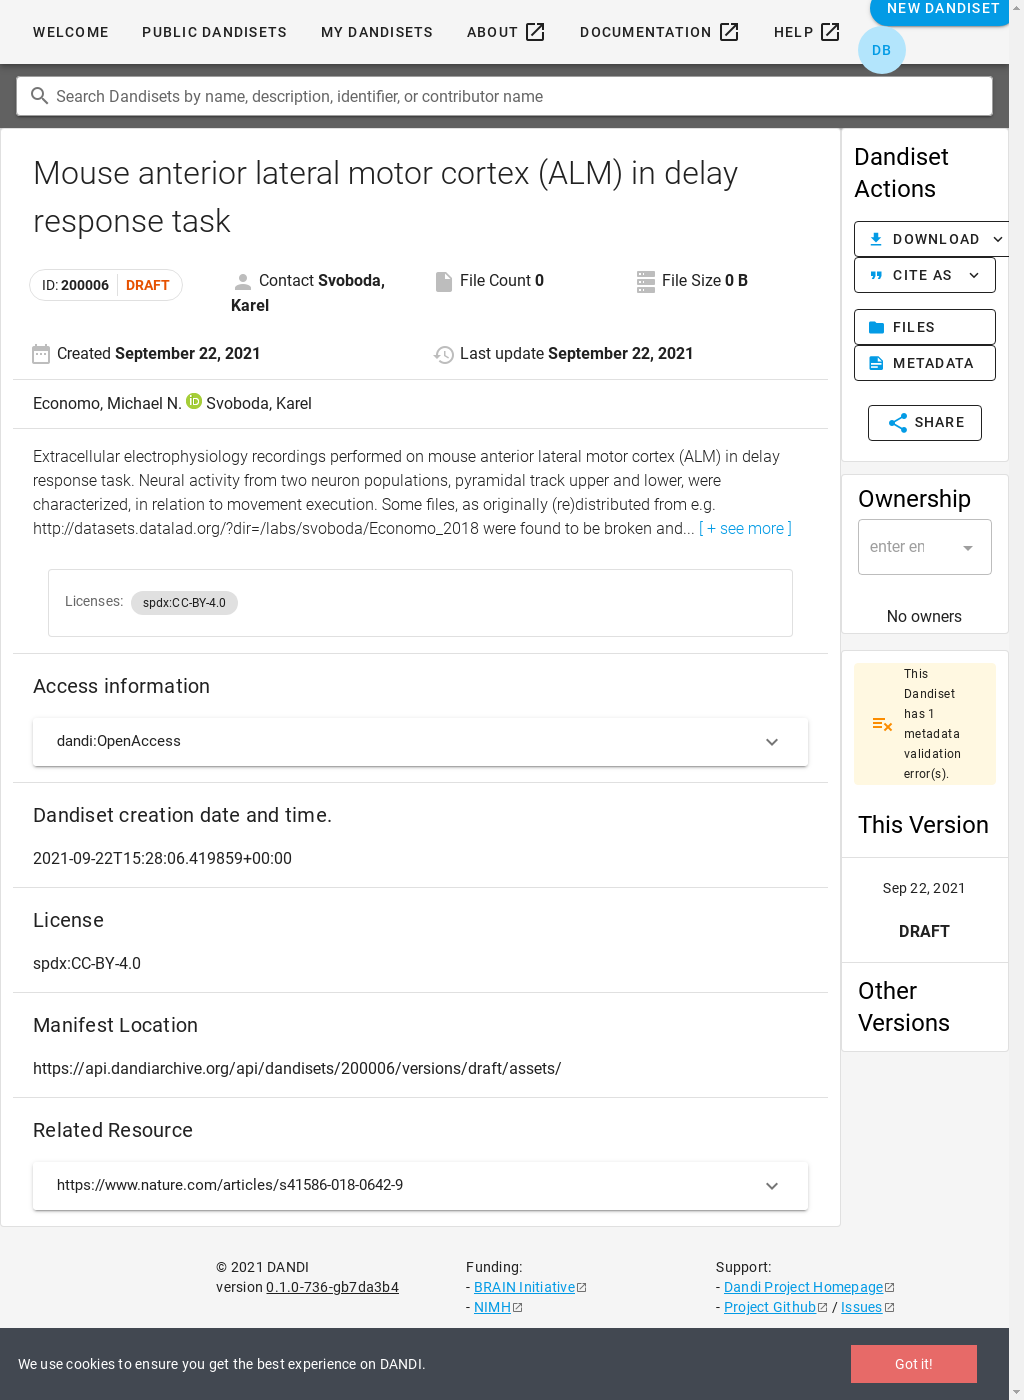 WELCOME PUBLIC DANDISETS MY DANDISETS ABOUT DOCUMENTATION HELP NEW DANDISET
DB
Search Dandisets by name, description, identifier, or contributor name
Mouse anterior lateral motor cortex (ALM) in delay
response task
ID: 200006 DRAFT
Contact Svoboda,
Karel
File Count 0
File Size 0 B
Created September 22, 2021
Last update September 22, 2021
Economo, Michael N. iD Svoboda, Karel
Extracellular electrophysiology recordings performed on mouse anterior lateral motor cortex (ALM) in delay
response task. Neural activity from two neuron populations, pyramidal track upper and lower, were
characterized, in relation to movement execution. Some files, as originally (re)distributed from e.g.
http://datasets.datalad.org/?dir=/labs/svoboda/Economo_2018 were found to be broken and... [ + see more ]
Licenses: spdx:CC-BY-4.0
Access information
dandi:OpenAccess
Dandiset creation date and time.
2021-09-22T15:28:06.419859+00:00
License
spdx:CC-BY-4.0
Manifest Location
https://api.dandiarchive.org/api/dandisets/200006/versions/draft/assets/
Related Resource
https://www.nature.com/articles/s41586-018-0642-9
Dandiset
Actions
DOWNLOAD
CITE AS
FILES
METADATA
SHARE
Ownership
enter en
No owners
This
Dandiset
has 1
metadata
validation
error(s).
This Version
Sep 22, 2021
DRAFT
Other
Versions
© 2021 DANDI
version 0.1.0-736-gb7da3b4
Funding:
- BRAIN Initiative
- NIMH
Support:
- Dandi Project Homepage
- Project Github / Issues
We use cookies to ensure you get the best experience on DANDI.
Got it!